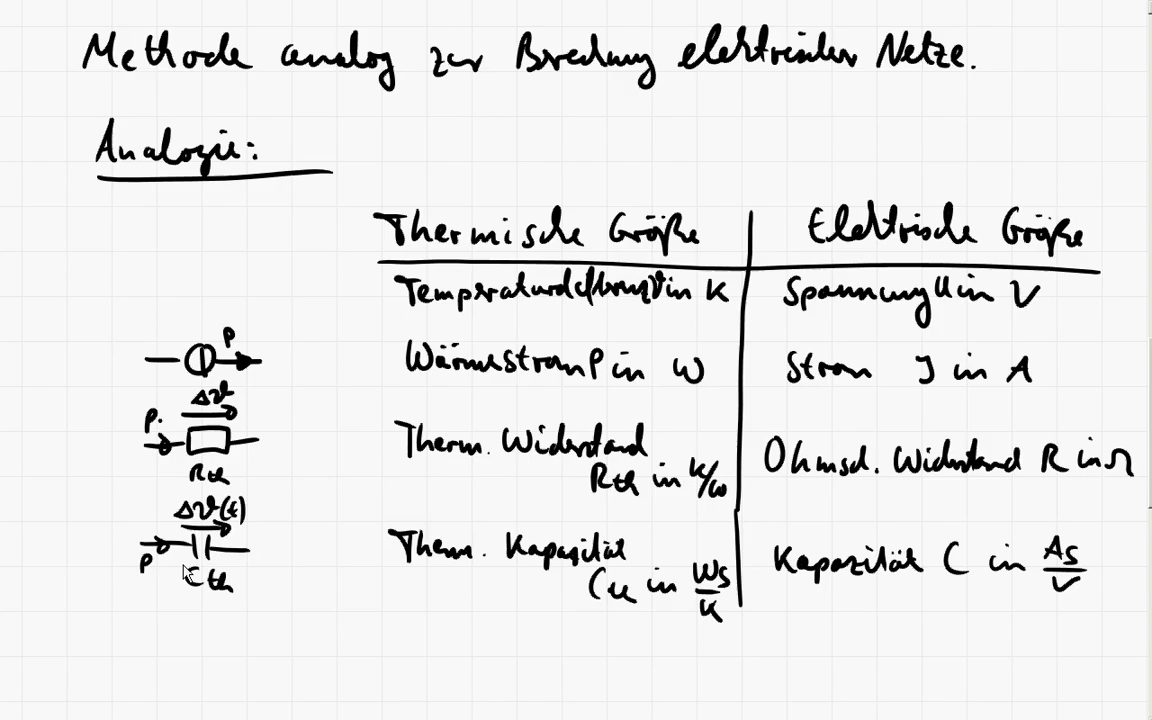 Methode analog zur Berechnung elektrischer Netze.
Analogie:
Thermische Größe
Elektrische Größe
Temperaturdifferenz in K
Spannung U in V
P
Wärmestrom P in W
Strom I in A
Δϑ
P
Rth
Therm. Widerstand
Rth in K/W
Ohmsch. Widerstand R in Ω
Δϑ(t)
P
Cth
Therm. Kapazität
Cth in Ws/K
Kapazität C in As/V